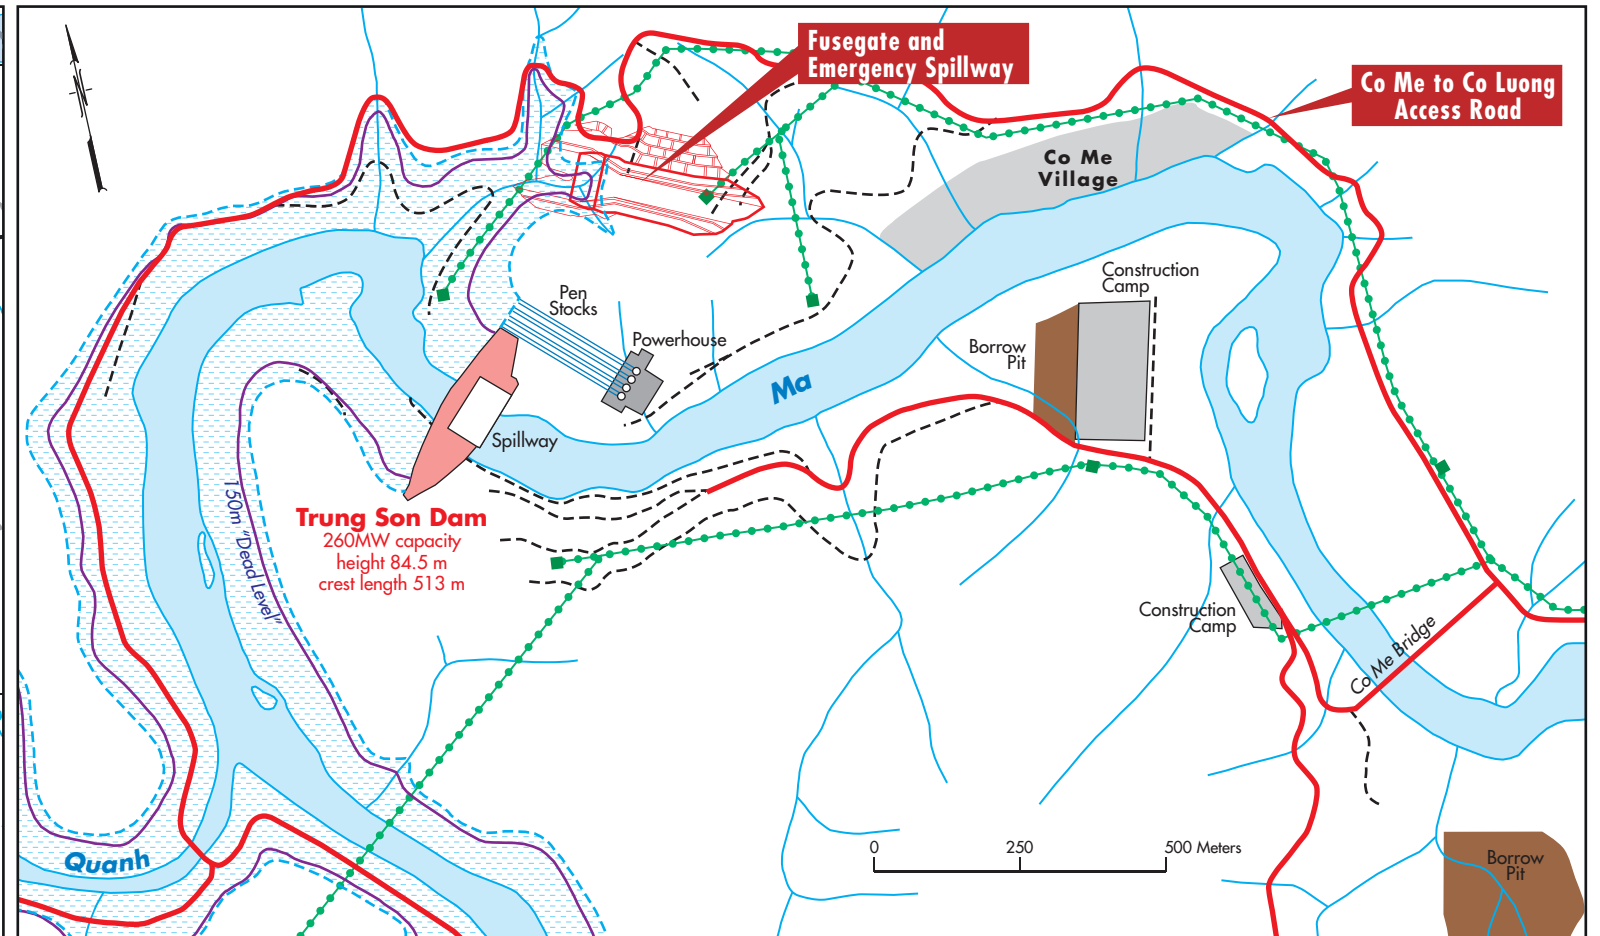 Fusegate and
Emergency Spillway
Co Me to Co Luong
Access Road
Co Me
Village
N
Construction
Camp
Pen
Stocks
Powerhouse
Borrow
Pit
Ma
Spillway
150m "Dead Level"
Trung Son Dam
260MW capacity
height 84.5 m
crest length 513 m
Construction
Camp
Co Me Bridge
0 250 500 Meters
Quanh
Borrow
Pit